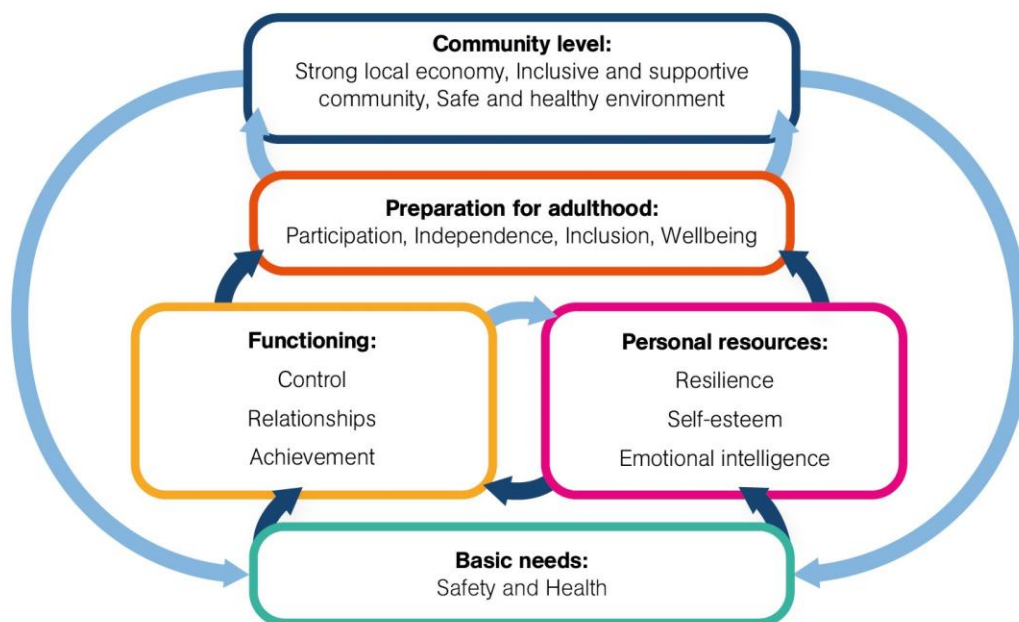 Community level:
Strong local economy, Inclusive and supportive
community, Safe and healthy environment
Preparation for adulthood:
Participation, Independence, Inclusion, Wellbeing
Functioning:
Control
Relationships
Achievement
Personal resources:
Resilience
Self-esteem
Emotional intelligence
Basic needs:
Safety and Health